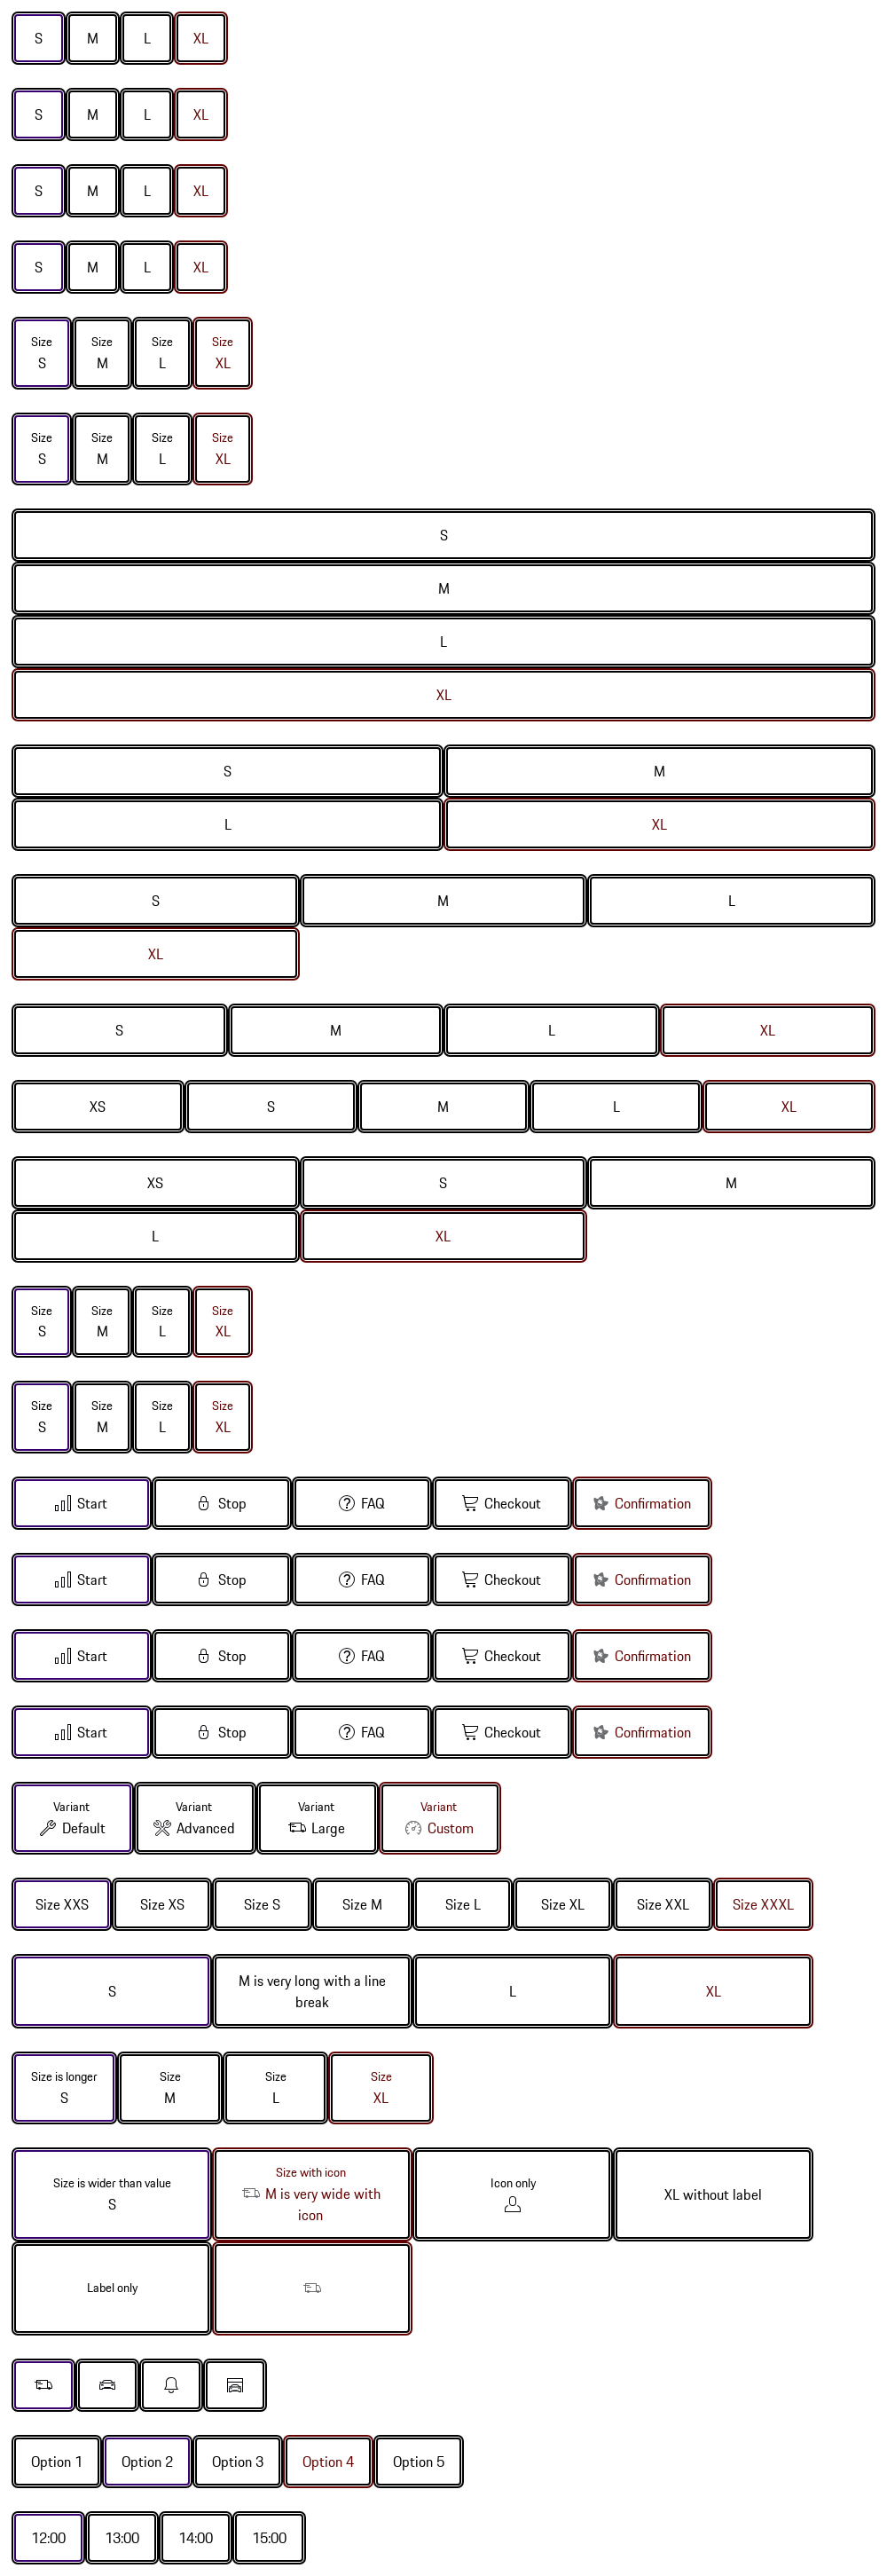 S M L XL
S M L XL
S M L XL
S M L XL
Size Size Size Size
S M L XL
Size Size Size Size
S M L XL
S
M
L
XL
S M
L XL
S M L
XL
S M L XL
XS S M L XL
XS S M
L XL
Size Size Size Size
S M L XL
Size Size Size Size
S M L XL
Start Stop FAQ Checkout Confirmation
Start Stop FAQ Checkout Confirmation
Start Stop FAQ Checkout Confirmation
Start Stop FAQ Checkout Confirmation
Variant Variant Variant Variant
Default Advanced Large Custom
Size XXS Size XS Size S Size M Size L Size XL Size XXL Size XXXL
S
M is very long with a line
break
L
XL
Size is longer Size Size Size
S M L XL
Size is wider than value
S
Size with icon
M is very wide with
icon
Icon only
XL without label
Label only
Option 1 Option 2 Option 3 Option 4 Option 5
12:00 13:00 14:00 15:00